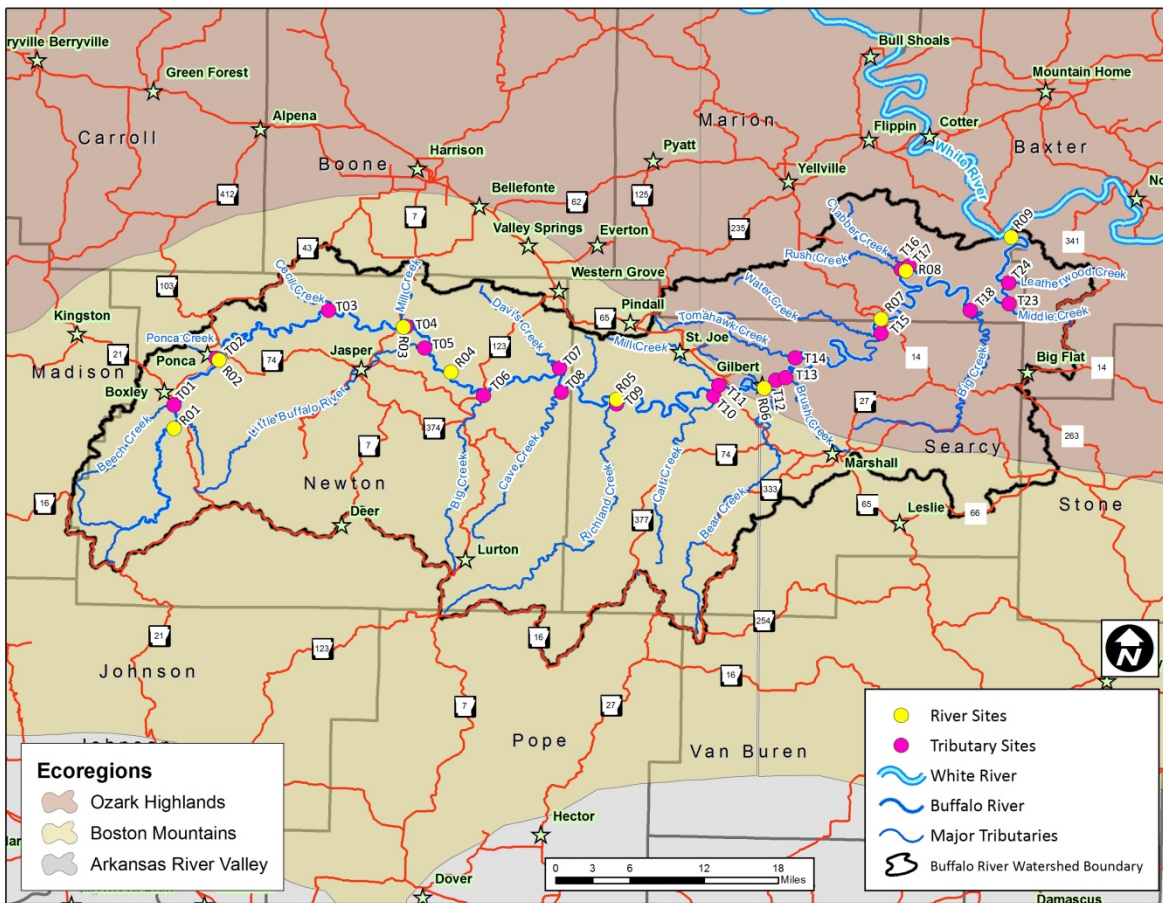 ryville Berryville
Bull Shoals
Green Forest
Mountain Home
Carroll
Alpena
Marion
Flippin
Cotter
Baxter
Boone
Harrison
Pyatt
White River
Yellville
No
412
Bellefonte
62
125
7
Valley Springs
Everton
235
Clabber Creek
R09
43
T16
T17
341
Rush Creek
R08
T24
Leatherwood Creek
103
Cecil Creek
Mill Creek
Western Grove
Water Creek
R07
T18
T23
Middle Creek
Kingston
T03
Davis Creek
65
Pindall
T15
Ponca Creek
T04
Tomahawk Creek
21
Ponca
T02
R03
T05
123
Mill Creek
St. Joe
14
Big Flat
74
R02
Jasper
R04
T07
Gilbert
T14
14
Madison
Boxley
T06
T08
R05
T13
Big Creek
T01
T09
T11
R06
T12
27
R01
Little Buffalo River
374
T10
Brush Creek
Beech Creek
7
Big Creek
Cave Creek
Richland Creek
Calf Creek
74
Searcy
263
16
Newton
Marshall
333
Bear Creek
65
66
Stone
Deer
377
Leslie
Lurton
21
123
16
254
Johnson
16
7
27
Pope
Van Buren
N
Ecoregions
Ozark Highlands
Boston Mountains
Arkansas River Valley
Hector
Dover
0 3 6 12 18
Miles
River Sites
Tributary Sites
White River
Buffalo River
Major Tributaries
Buffalo River Watershed Boundary
Damascus